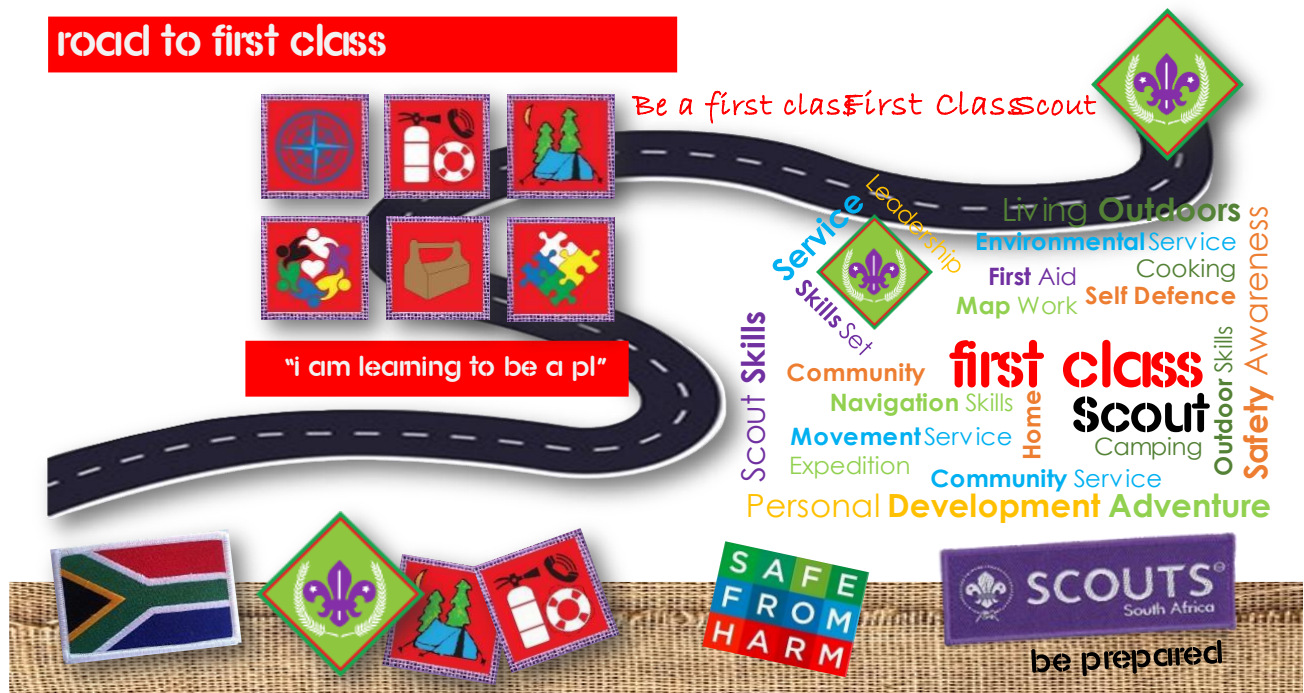 road to first class
Be a first class First Class Scout
"i am learning to be a pl"
Service
Leadership
Skills Set
Living Outdoors
Environmental Service
Cooking
First Aid
Map Work
Self Defence
Safety Awareness
Scout Skills
Community
first class
Scout
Navigation Skills
Home
Outdoor Skills
Movement Service
Camping
Expedition
Community Service
Personal Development Adventure
SAFE
FROM
HARM
SCOUTS
South Africa
be prepared